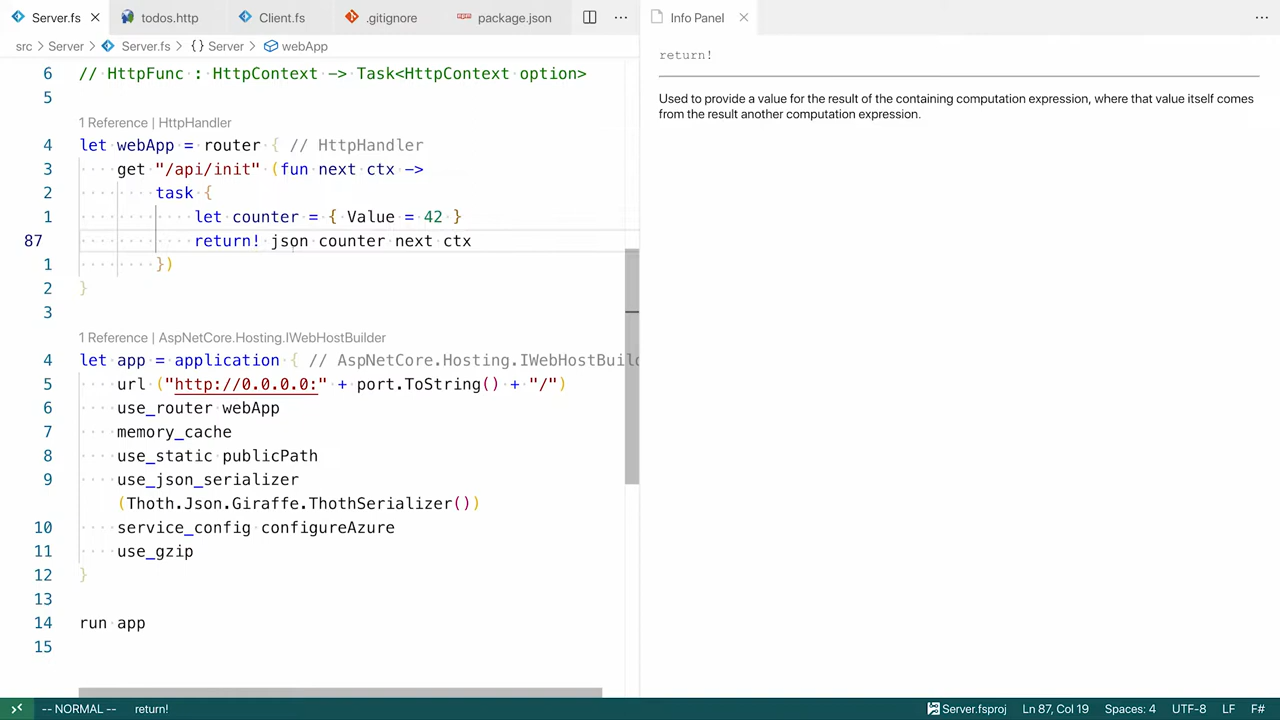 Server.fs
todos.http
Client.fs
.gitignore
package.json
Info Panel
src > Server > Server.fs > {} Server > webApp
6 // HttpFunc : HttpContext -> Task<HttpContext option>
5
1 Reference | HttpHandler
4 let webApp = router { // HttpHandler
3 get "/api/init" (fun next ctx ->
2 task {
1 let counter = { Value = 42 }
87 return! json counter next ctx
1 })
2 }
3
1 Reference | AspNetCore.Hosting.IWebHostBuilder
4 let app = application { // AspNetCore.Hosting.IWebHostBuild
5 url ("http://0.0.0.0:" + port.ToString() + "/")
6 use_router webApp
7 memory_cache
8 use_static publicPath
9 use_json_serializer
(Thoth.Json.Giraffe.ThothSerializer())
10 service_config configureAzure
11 use_gzip
12 }
13
14 run app
15
return!
Used to provide a value for the result of the containing computation expression, where that value itself comes
from the result another computation expression.
-- NORMAL -- return! Server.fsproj Ln 87, Col 19 Spaces: 4 UTF-8 LF F#